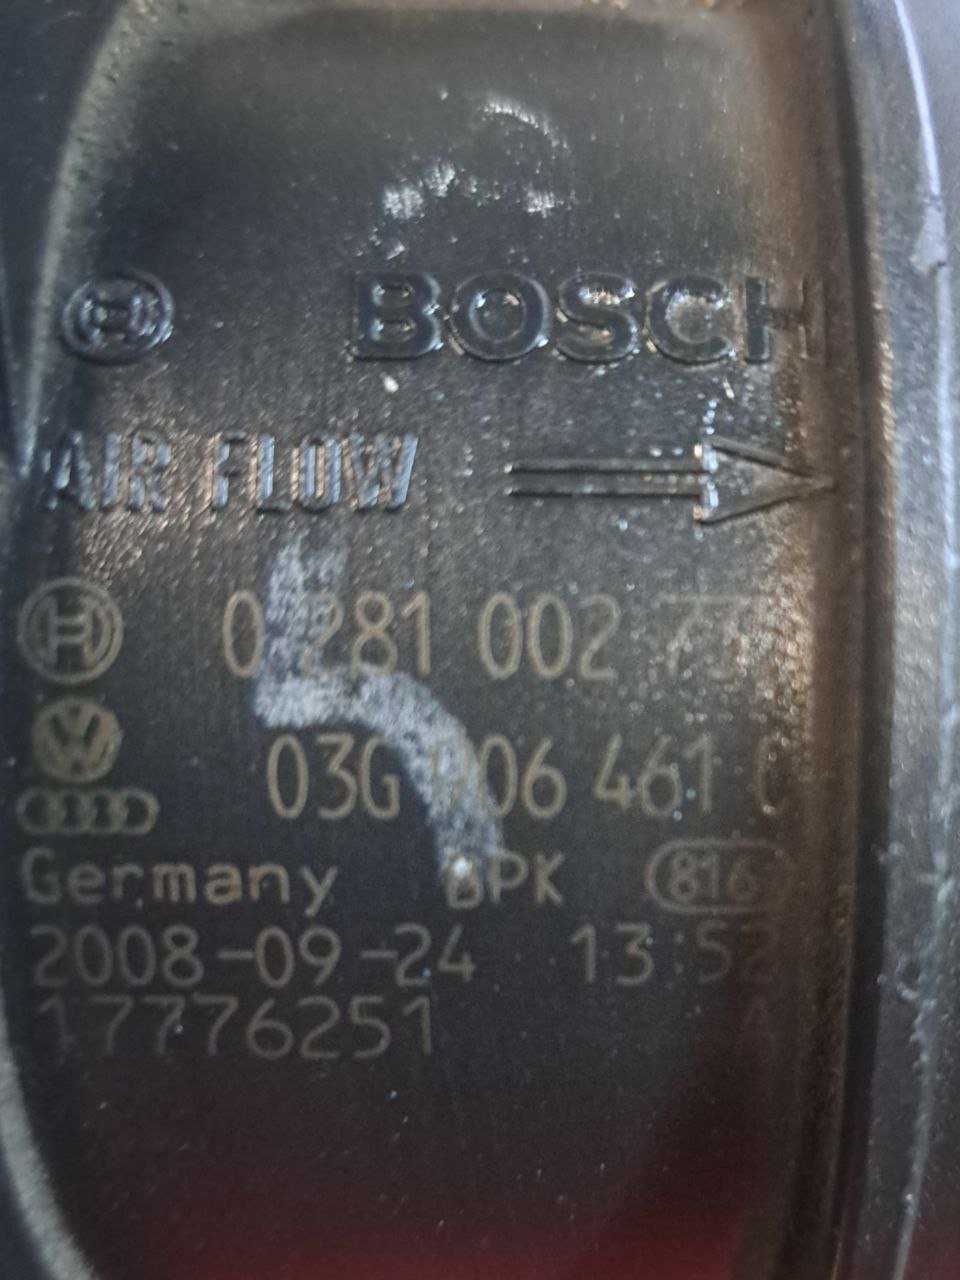 BOSCH
AIR FLOW
0 281 002
03G 906 461
Germany BPK 816
2008-09-24 13:52
17776251